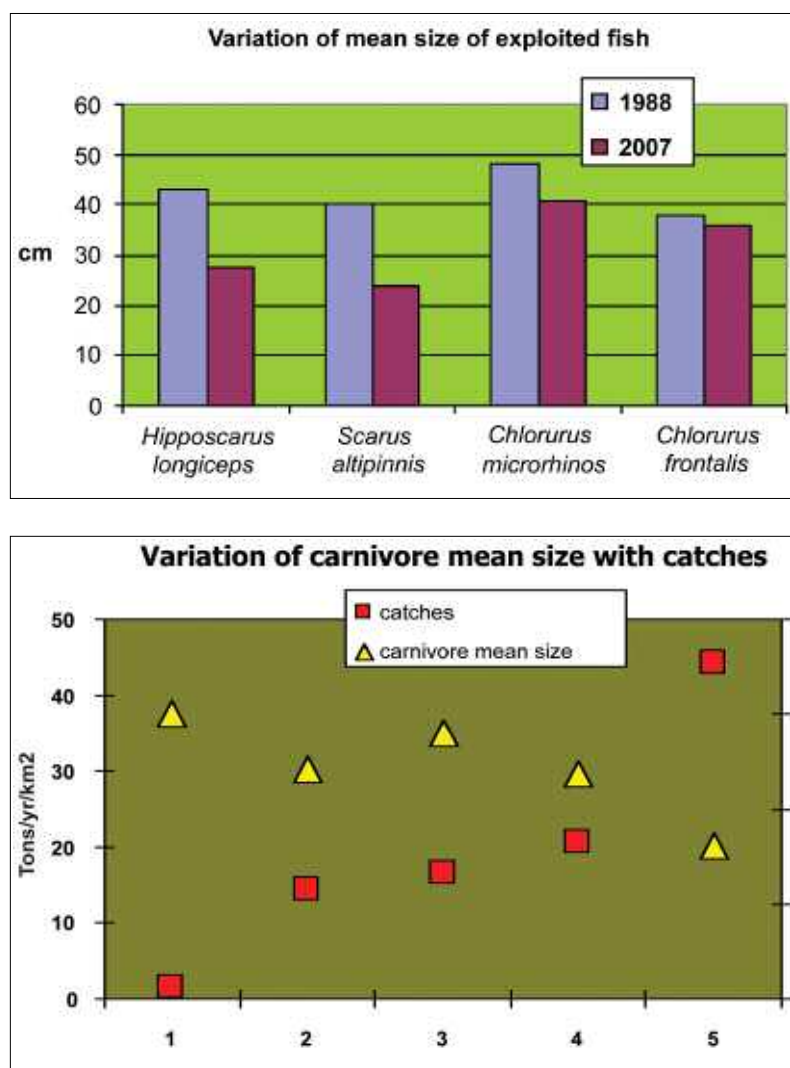 Variation of mean size of exploited fish
1988
2007
60
50
40
30
20
10
0
cm
Hipposcarus
longiceps
Scarus
altipinnis
Chlorurus
microrhinos
Chlorurus
frontalis
Variation of carnivore mean size with catches
catches
carnivore mean size
50
40
30
20
10
0
Tons/yr/km2
1 2 3 4 5